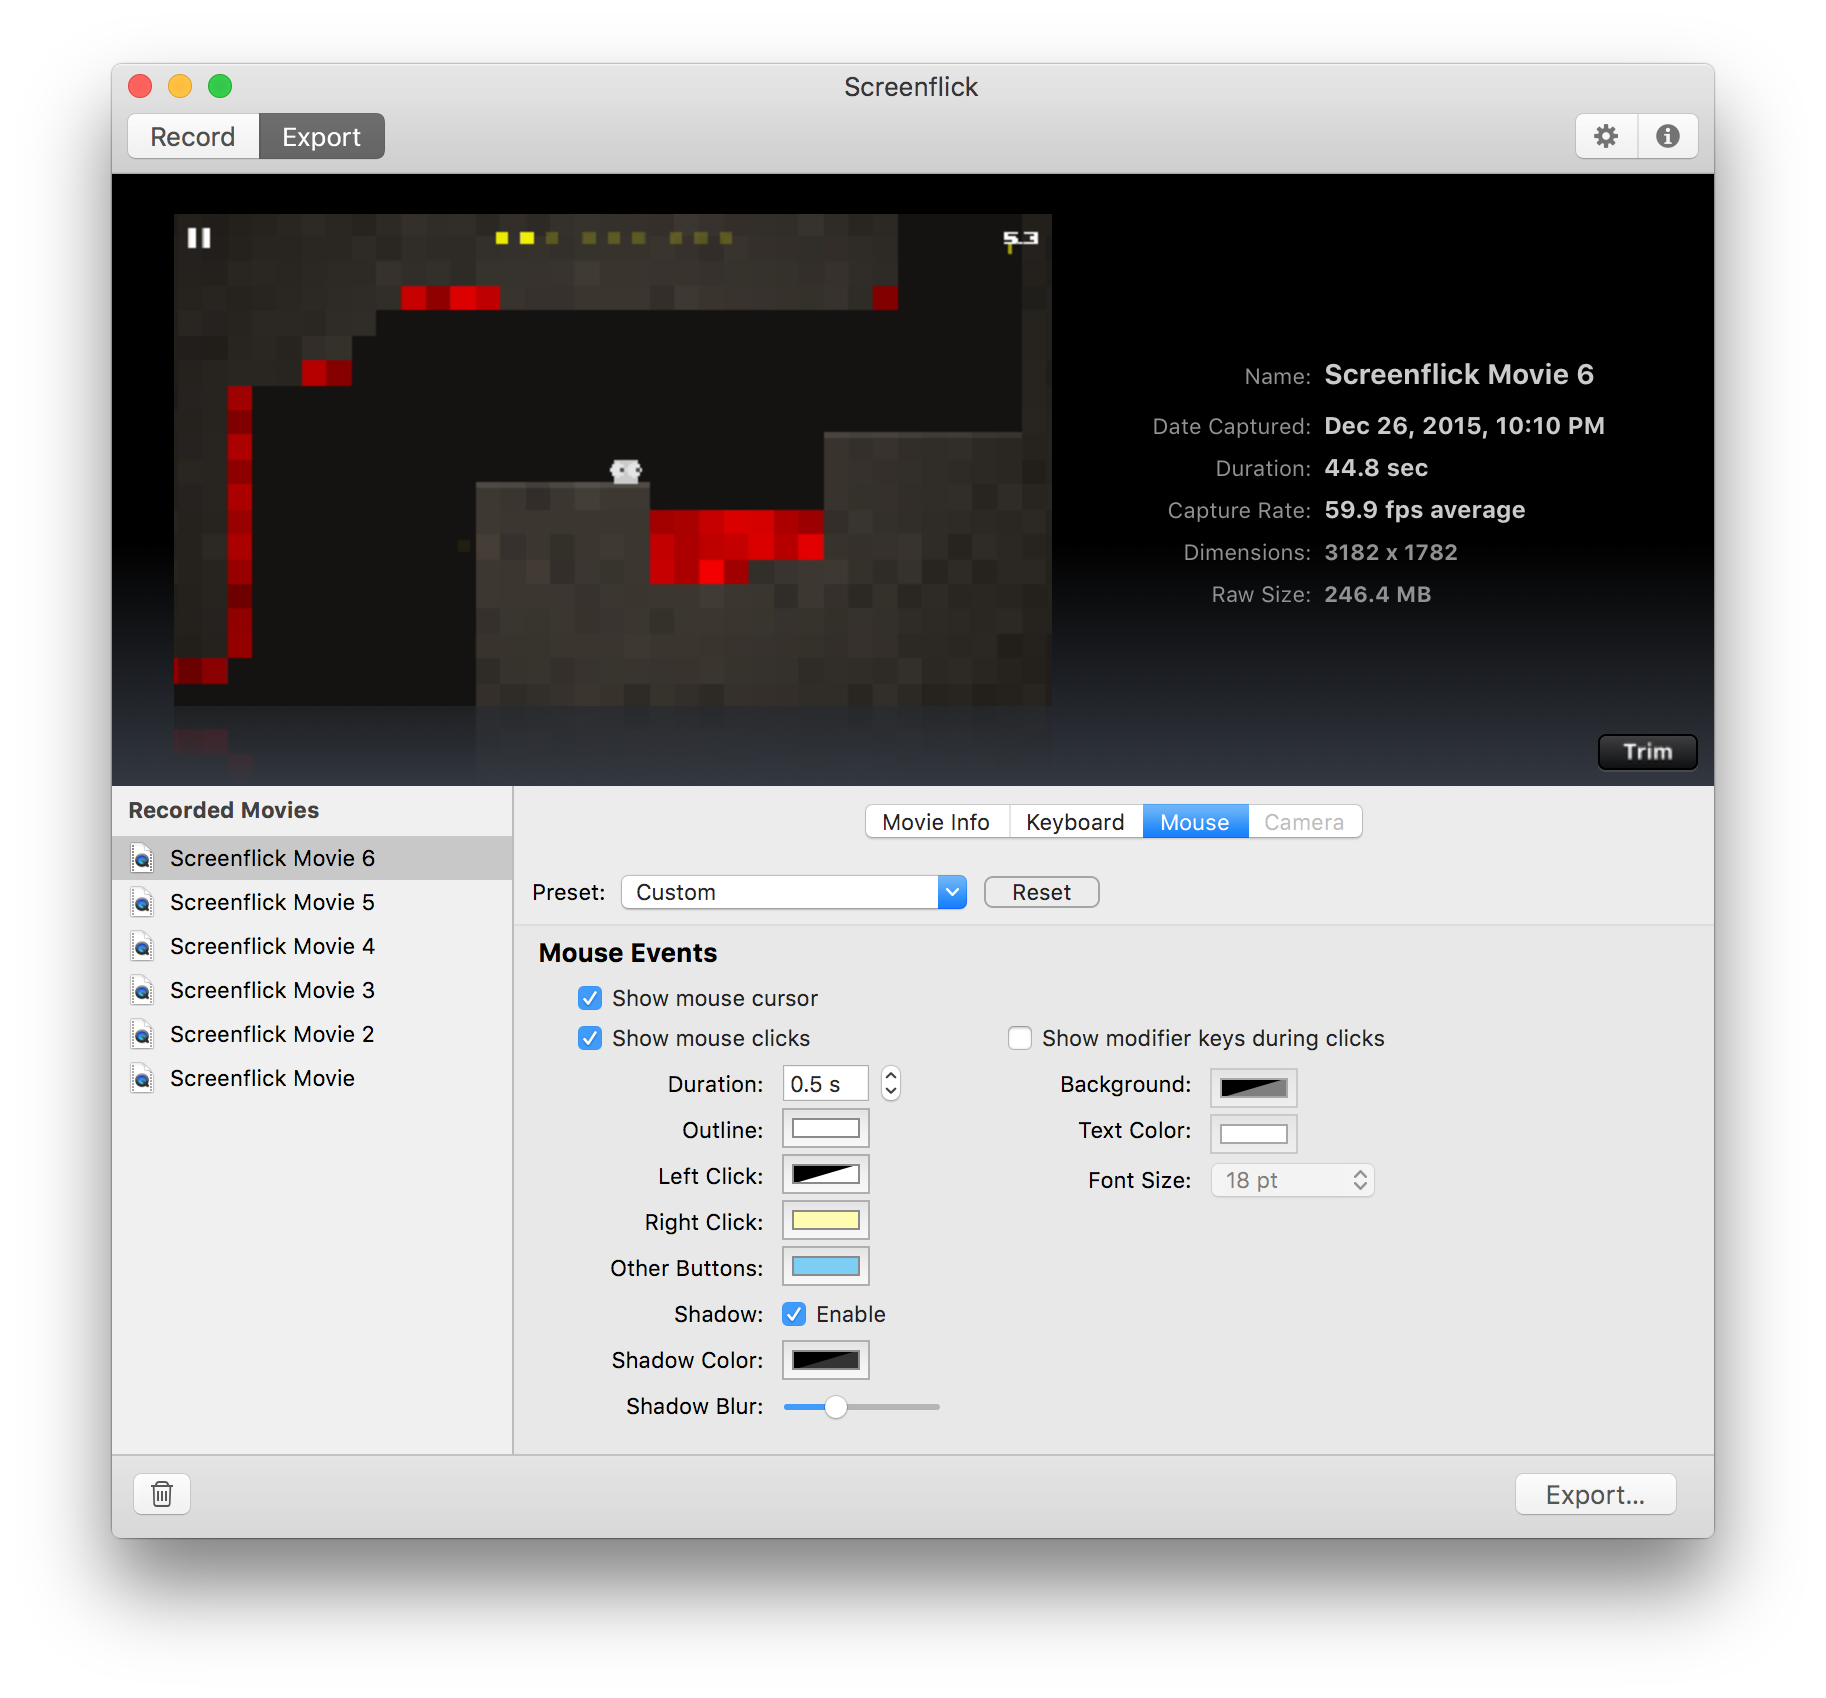 Screenflick
Record Export
53
Name: Screenflick Movie 6
Date Captured: Dec 26, 2015, 10:10 PM
Duration: 44.8 sec
Capture Rate: 59.9 fps average
Dimensions: 3182 x 1782
Raw Size: 246.4 MB
Trim
Recorded Movies
Screenflick Movie 6
Screenflick Movie 5
Screenflick Movie 4
Screenflick Movie 3
Screenflick Movie 2
Screenflick Movie
Movie Info Keyboard Mouse Camera
Preset: Custom Reset
Mouse Events
Show mouse cursor
Show mouse clicks
Duration: 0.5 s
Outline:
Left Click:
Right Click:
Other Buttons:
Shadow: Enable
Shadow Color:
Shadow Blur:
Show modifier keys during clicks
Background:
Text Color:
Font Size: 18 pt
Export...